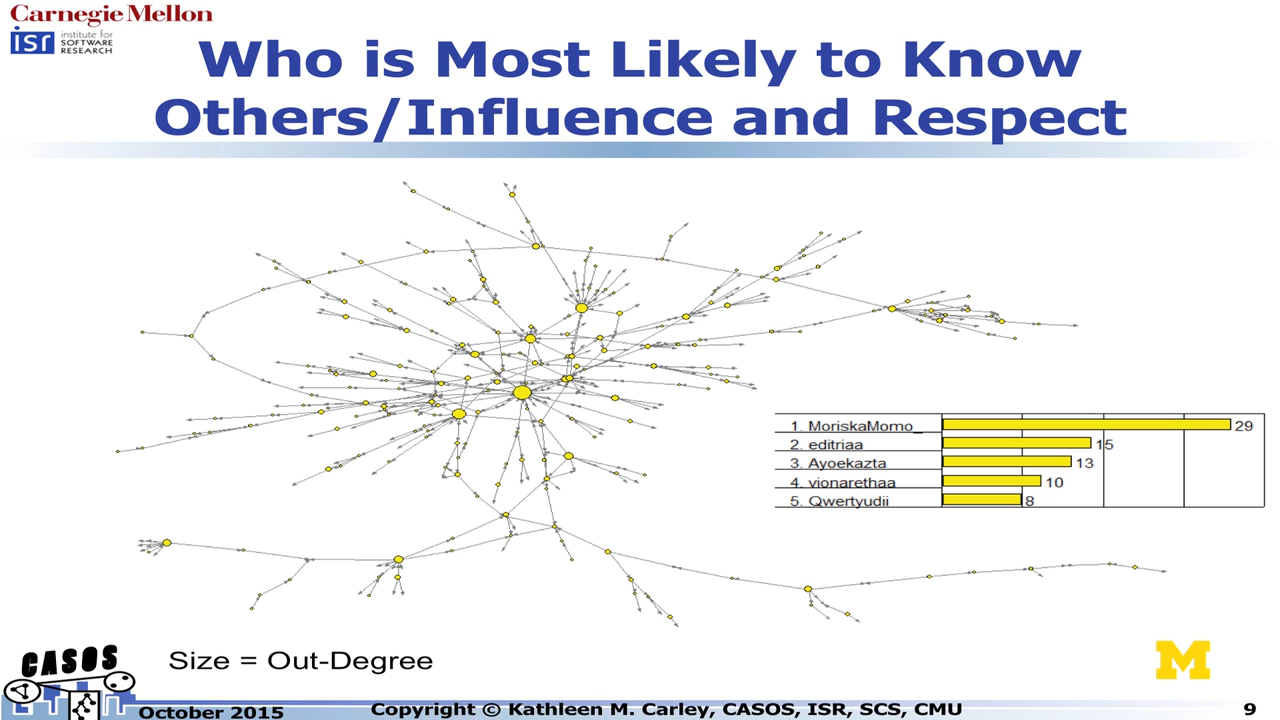 Carnegie Mellon
isr institute for
SOFTWARE
RESEARCH
Who is Most Likely to Know
Others/Influence and Respect
1. MoriskaMomo_ 29
2. editriaa 15
3. Ayoekazta 13
4. vionarethaa 10
5. Qwertyudii 8
Size = Out-Degree
M
CASOS
October 2015
Copyright © Kathleen M. Carley, CASOS, ISR, SCS, CMU
9